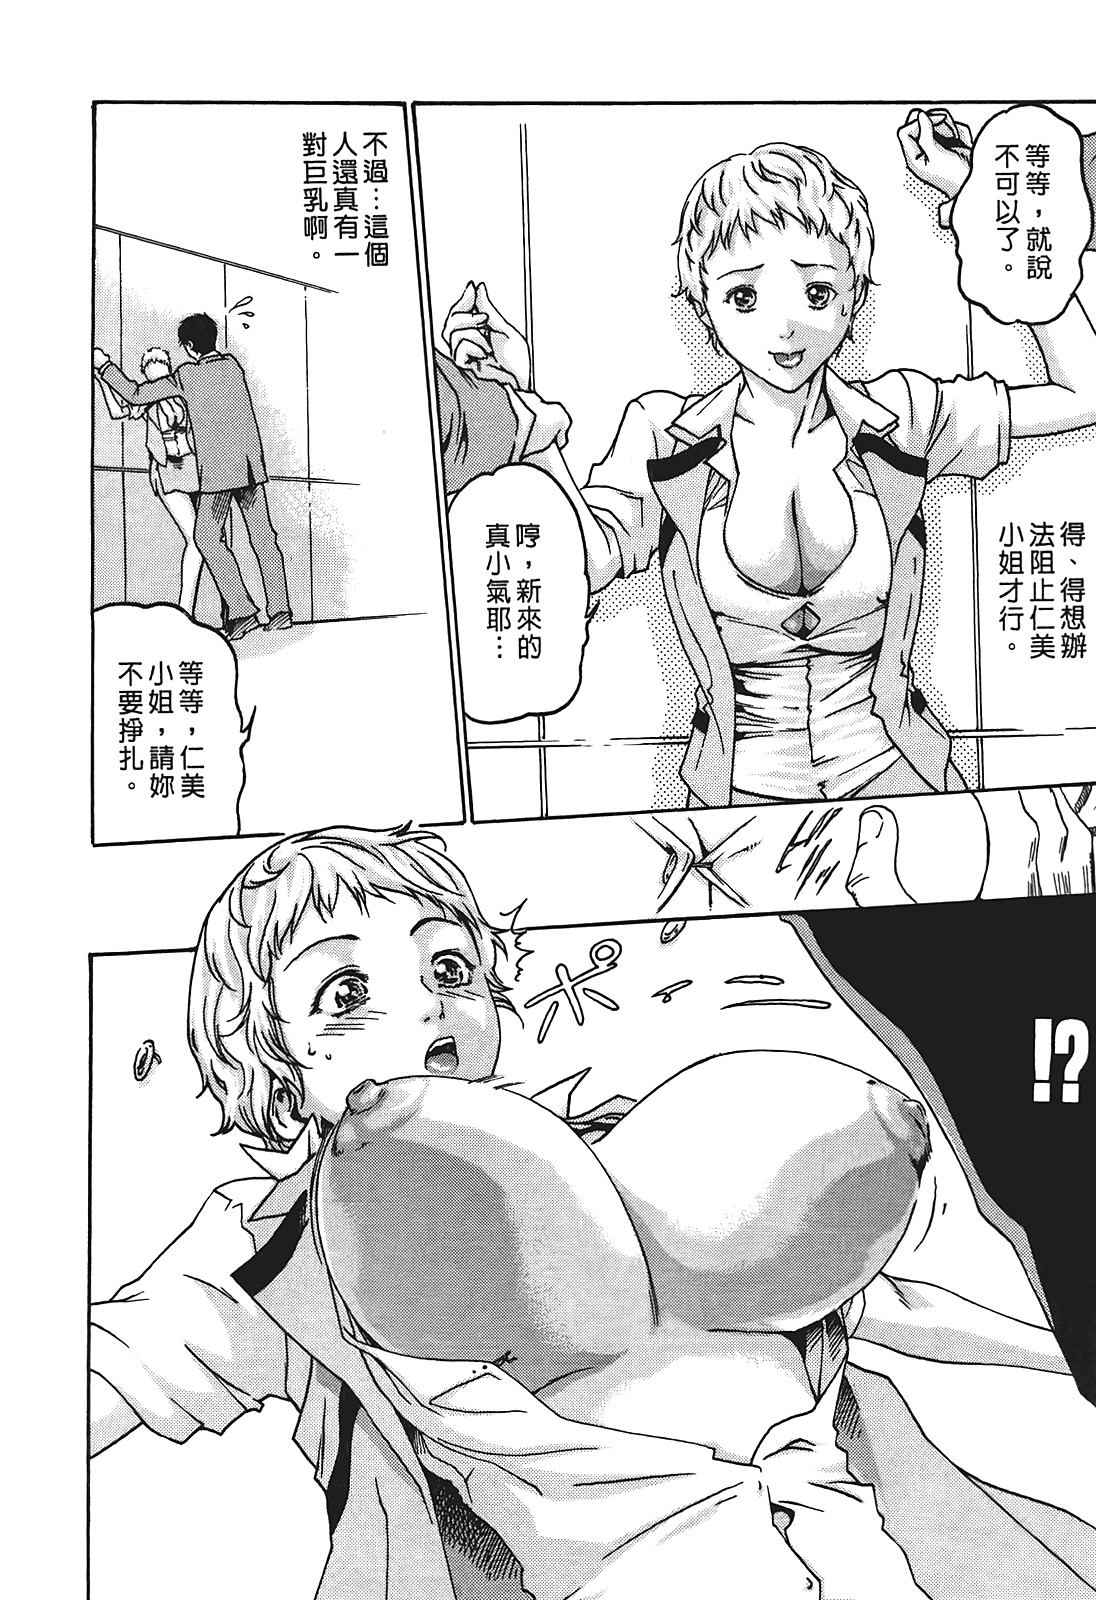 等等，就說
不可以了。
得、得想辦
法阻止仁美
小姐才行。
哼，新來的
真小氣耶…
不過…這個
人還真有一
對巨乳啊。
等等，仁美
小姐，請妳
不要掙扎。
ポ
!?